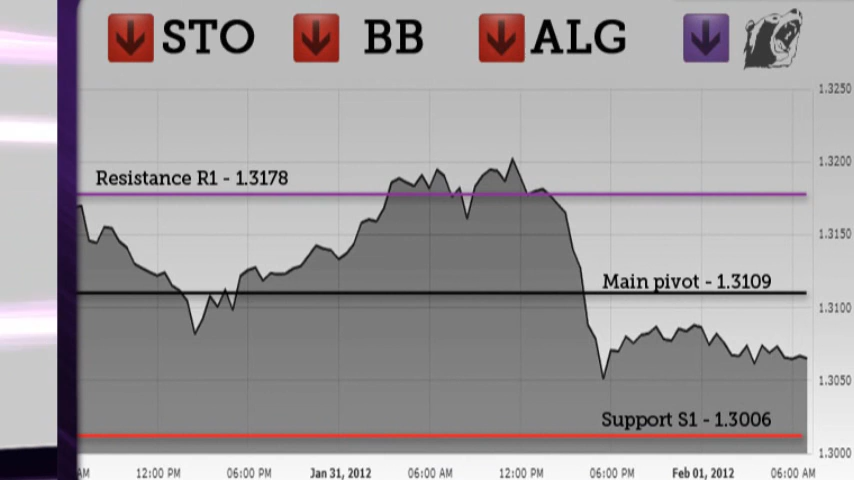 STO BB ALG
1.3250
1.3200
Resistance R1 - 1.3178
1.3150
Main pivot - 1.3109
1.3100
1.3050
Support S1 - 1.3006
1.3000
AM 12:00 PM 06:00 PM Jan 31, 2012 06:00 AM 12:00 PM 06:00 PM Feb 01, 2012 06:00 AM